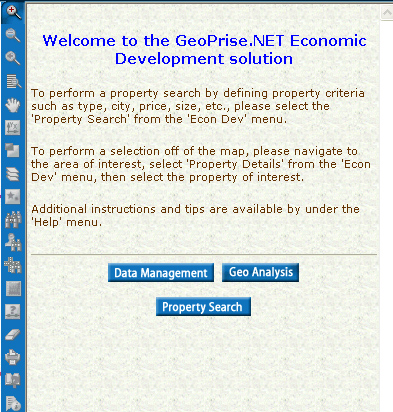 Welcome to the GeoPrise.NET Economic
Development solution
To perform a property search by defining property criteria
such as type, city, price, size, etc., please select the
'Property Search' from the 'Econ Dev' menu.
To perform a selection off of the map, please navigate to
the area of interest, select 'Property Details' from the 'Econ
Dev' menu, then select the property of interest.
Additional instructions and tips are available by under the
'Help' menu.
Data Management
Geo Analysis
Property Search